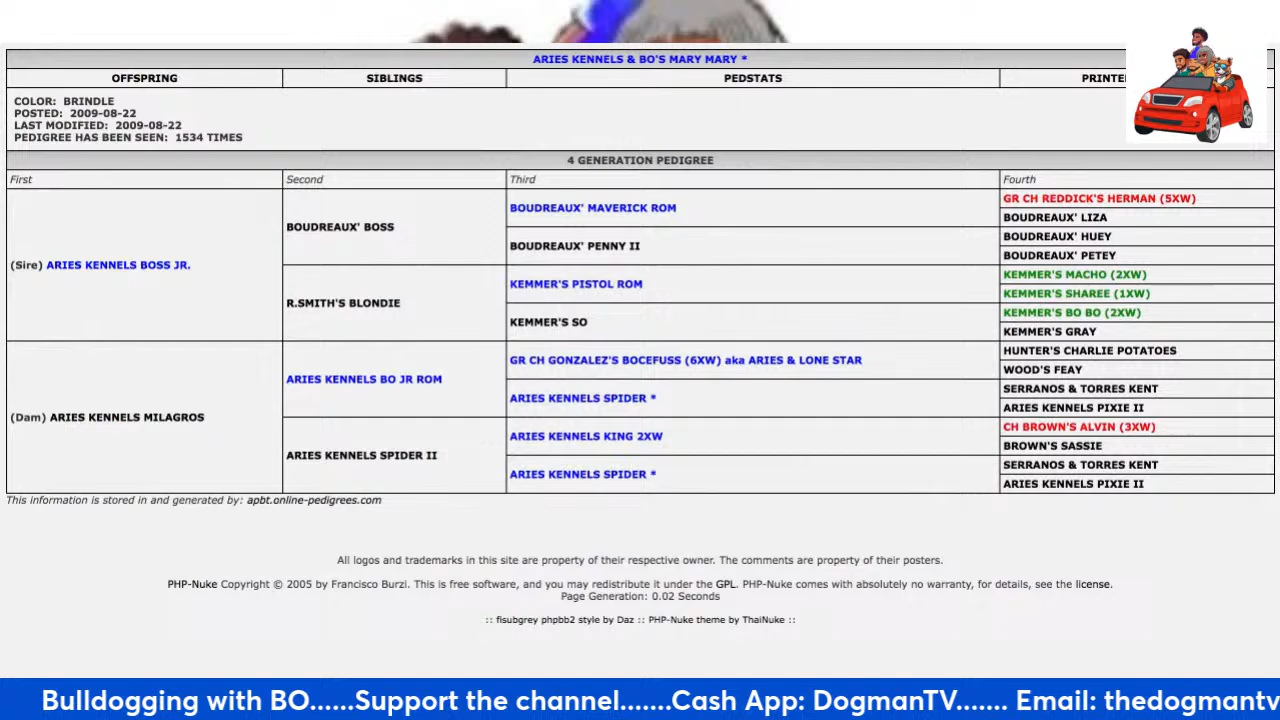 ARIES KENNELS & BO'S MARY MARY *
OFFSPRING SIBLINGS PEDSTATS PRINTE
COLOR: BRINDLE
POSTED: 2009-08-22
LAST MODIFIED: 2009-08-22
PEDIGREE HAS BEEN SEEN: 1534 TIMES
4 GENERATION PEDIGREE
First Second Third Fourth
(Sire) ARIES KENNELS BOSS JR.
BOUDREAUX' BOSS
BOUDREAUX' MAVERICK ROM
GR CH REDDICK'S HERMAN (5XW)
BOUDREAUX' LIZA
BOUDREAUX' PENNY II
BOUDREAUX' HUEY
BOUDREAUX' PETEY
R.SMITH'S BLONDIE
KEMMER'S PISTOL ROM
KEMMER'S MACHO (2XW)
KEMMER'S SHAREE (1XW)
KEMMER'S SO
KEMMER'S BO BO (2XW)
KEMMER'S GRAY
(Dam) ARIES KENNELS MILAGROS
ARIES KENNELS BO JR ROM
GR CH GONZALEZ'S BOCEFUSS (6XW) aka ARIES & LONE STAR
HUNTER'S CHARLIE POTATOES
WOOD'S FEAY
ARIES KENNELS SPIDER *
SERRANOS & TORRES KENT
ARIES KENNELS PIXIE II
ARIES KENNELS SPIDER II
ARIES KENNELS KING 2XW
CH BROWN'S ALVIN (3XW)
BROWN'S SASSIE
ARIES KENNELS SPIDER *
SERRANOS & TORRES KENT
ARIES KENNELS PIXIE II
This information is stored in and generated by: apbt.online-pedigrees.com
All logos and trademarks in this site are property of their respective owner. The comments are property of their posters.
PHP-Nuke Copyright © 2005 by Francisco Burzi. This is free software, and you may redistribute it under the GPL. PHP-Nuke comes with absolutely no warranty, for details, see the license.
Page Generation: 0.02 Seconds
:: fisubgrey phpbb2 style by Daz :: PHP-Nuke theme by ThaiNuke ::
Bulldogging with BO......Support the channel.......Cash App: DogmanTV....... Email: thedogmantv